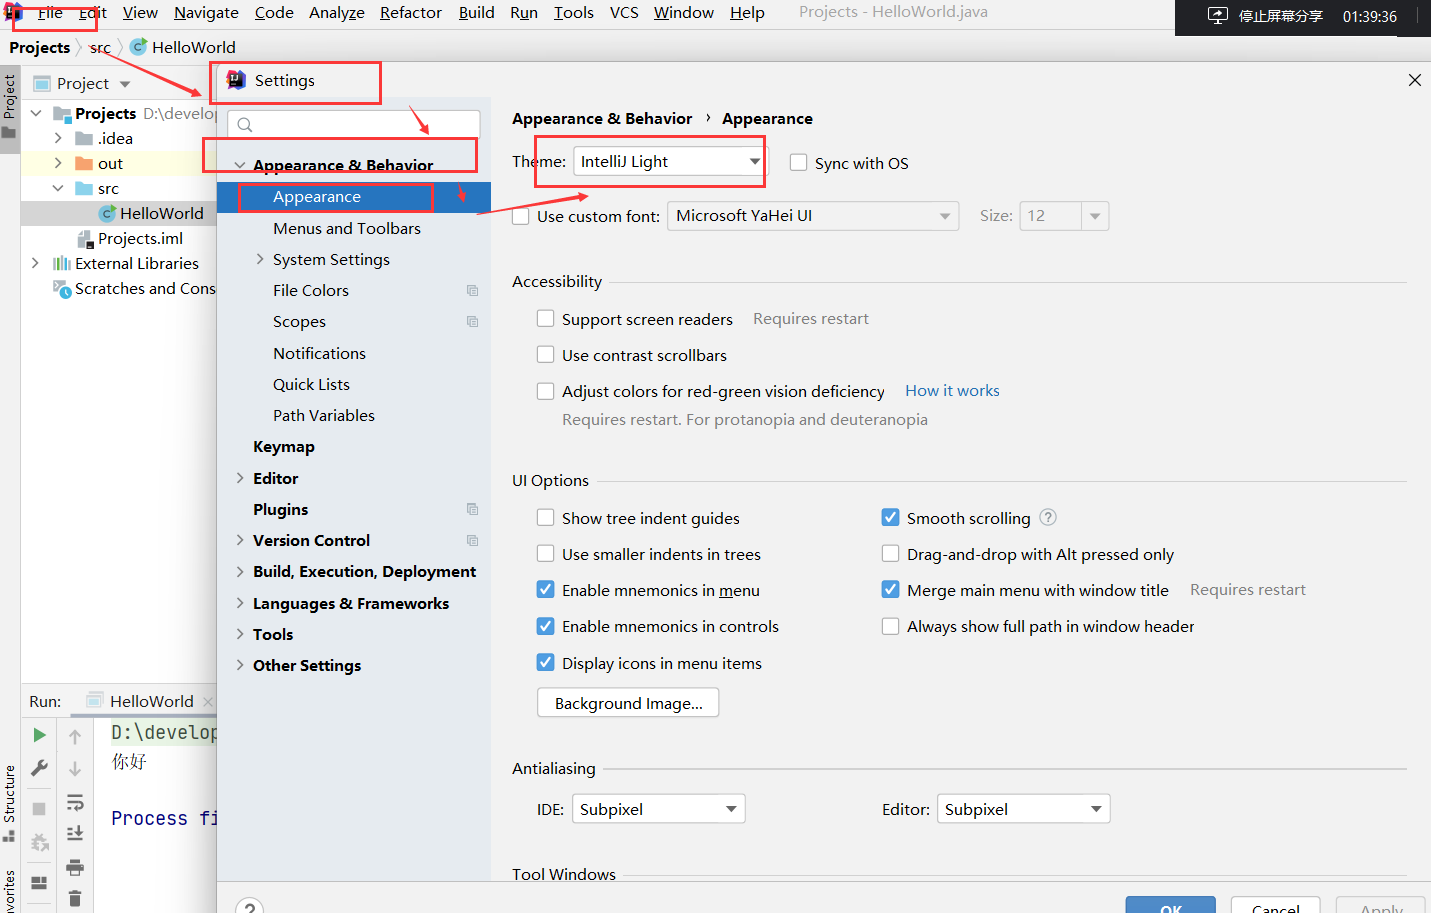 File Edit View Navigate Code Analyze Refactor Build Run Tools VCS Window Help Projects - HelloWorld.java
停止屏幕分享 01:39:36
Projects src HelloWorld
Project
Project
Projects D:\develop
.idea
out
src
HelloWorld
Projects.iml
External Libraries
Scratches and Cons
Settings
Appearance & Behavior
Appearance
Menus and Toolbars
System Settings
File Colors
Scopes
Notifications
Quick Lists
Path Variables
Keymap
Editor
Plugins
Version Control
Build, Execution, Deployment
Languages & Frameworks
Tools
Other Settings
Appearance & Behavior › Appearance
Theme: IntelliJ Light Sync with OS
Use custom font: Microsoft YaHei UI Size: 12
Accessibility
Support screen readers Requires restart
Use contrast scrollbars
Adjust colors for red-green vision deficiency How it works
Requires restart. For protanopia and deuteranopia
UI Options
Show tree indent guides Smooth scrolling ?
Use smaller indents in trees Drag-and-drop with Alt pressed only
Enable mnemonics in menu Merge main menu with window title Requires restart
Enable mnemonics in controls Always show full path in window header
Display icons in menu items
Background Image...
Antialiasing
IDE: Subpixel Editor: Subpixel
Tool Windows
? OK Cancel Apply
Run: HelloWorld
D:\develop
你好
Process fi
Structure
avorites